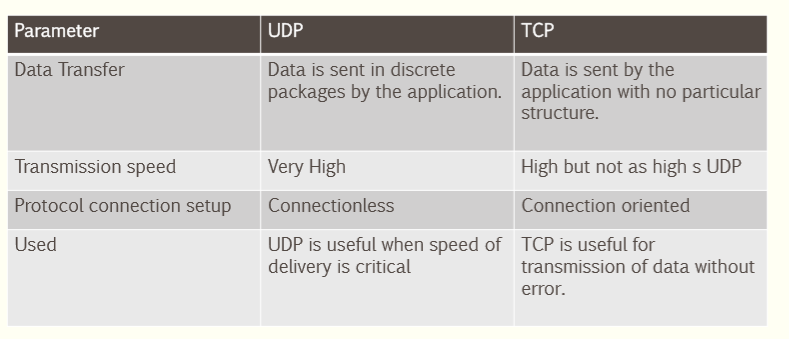 Parameter UDP TCP
Data Transfer Data is sent in discrete Data is sent by the
packages by the application. application with no particular
structure.
Transmission speed Very High High but not as high s UDP
Protocol connection setup Connectionless Connection oriented
Used UDP is useful when speed of TCP is useful for
delivery is critical transmission of data without
error.